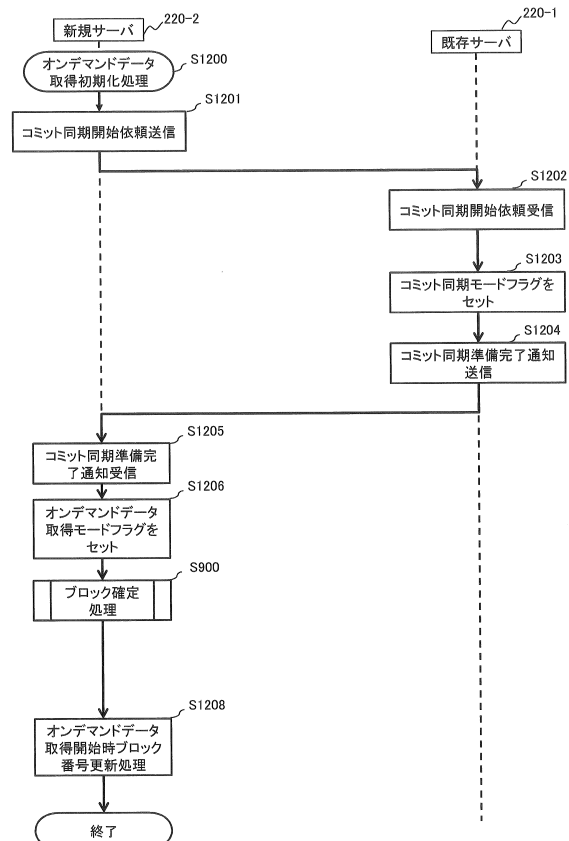 220-2
新規サーバ
220-1
既存サーバ
オンデマンドデータ
取得初期化処理
S1200
S1201
コミット同期開始依頼送信
S1202
コミット同期開始依頼受信
S1203
コミット同期モードフラグを
セット
S1204
コミット同期準備完了通知
送信
S1205
コミット同期準備完
了通知受信
S1206
オンデマンドデータ
取得モードフラグを
セット
S900
ブロック確定
処理
S1208
オンデマンドデータ
取得開始時ブロック
番号更新処理
終了